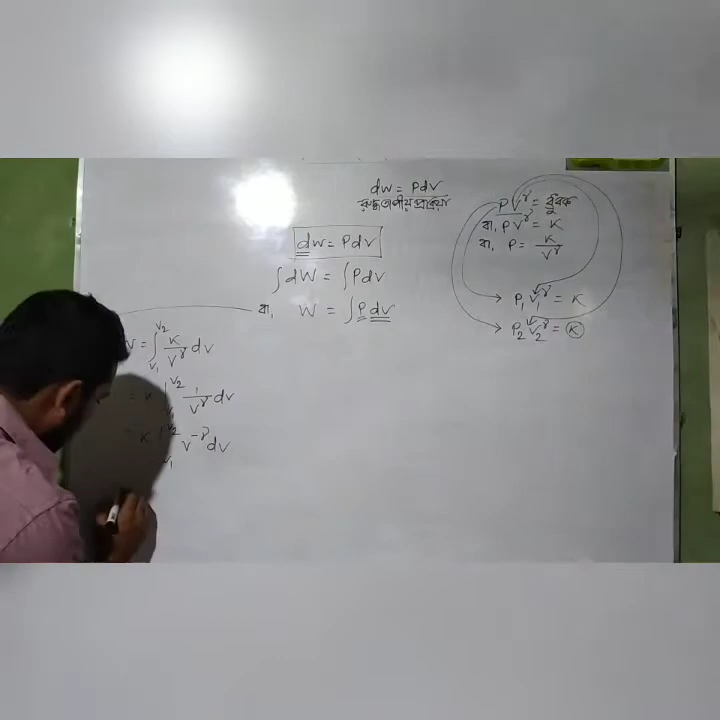 dw = Pdv
রুদ্ধতাপীয় প্রক্রিয়া
dw = Pdv
∫dW = ∫Pdv
বা, W = ∫Pdv
PV^γ = ধ্রুবক
বা, PV^γ = K
বা, P = K/V^γ
P₁V₁^γ = K
P₂V₂^γ = K
W = ∫_{V₁}^{V₂} K/V^γ dv
= K ∫_{V₁}^{V₂} 1/V^γ dv
= K ∫_{V₁}^{V₂} V^{-γ} dv